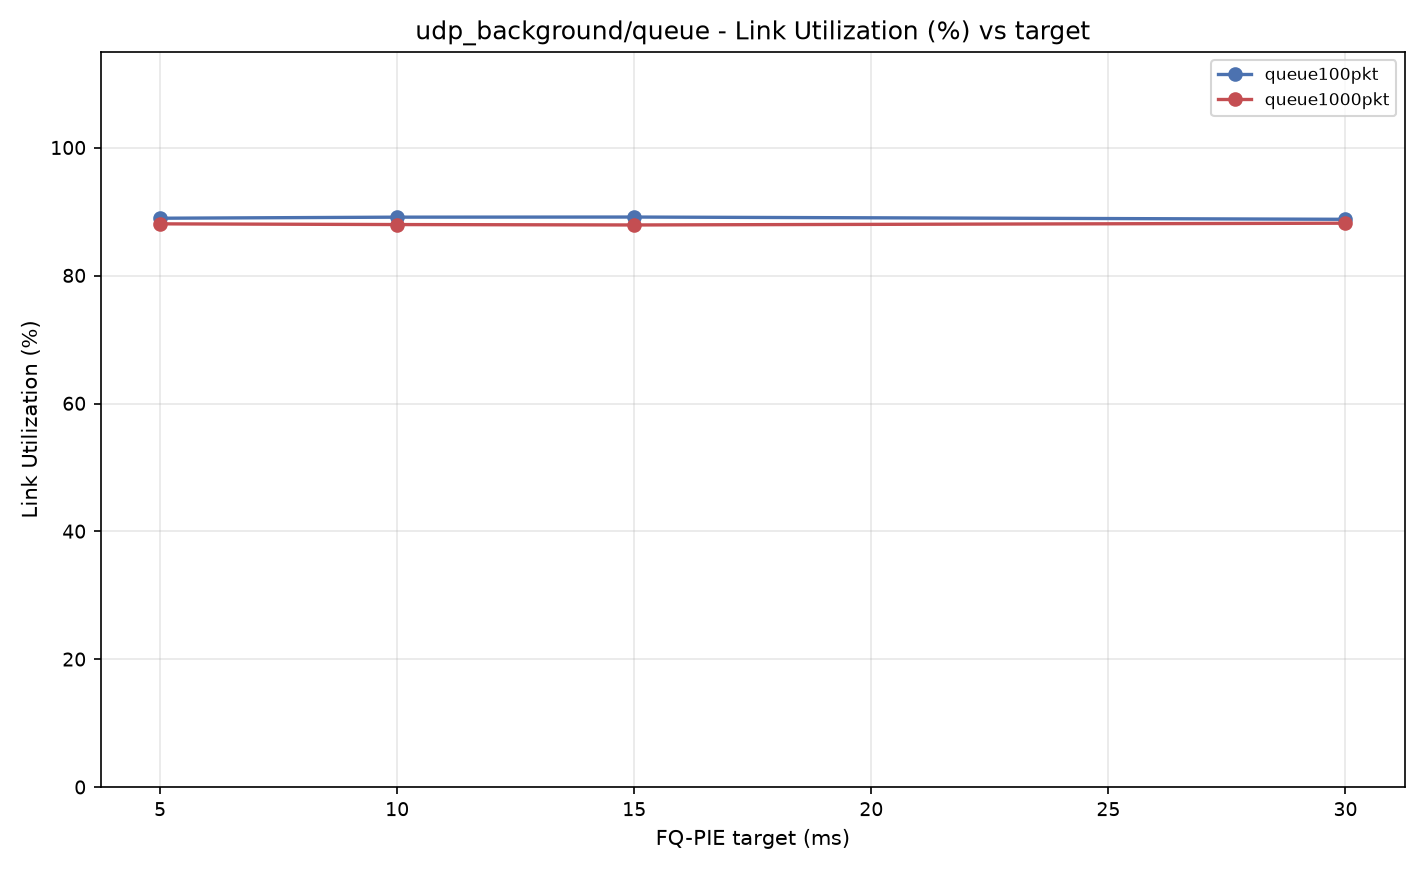 udp_background/queue - Link Utilization (%) vs target
queue100pkt
queue1000pkt
Link Utilization (%)
100
80
60
40
20
0
5
10
15
20
25
30
FQ-PIE target (ms)